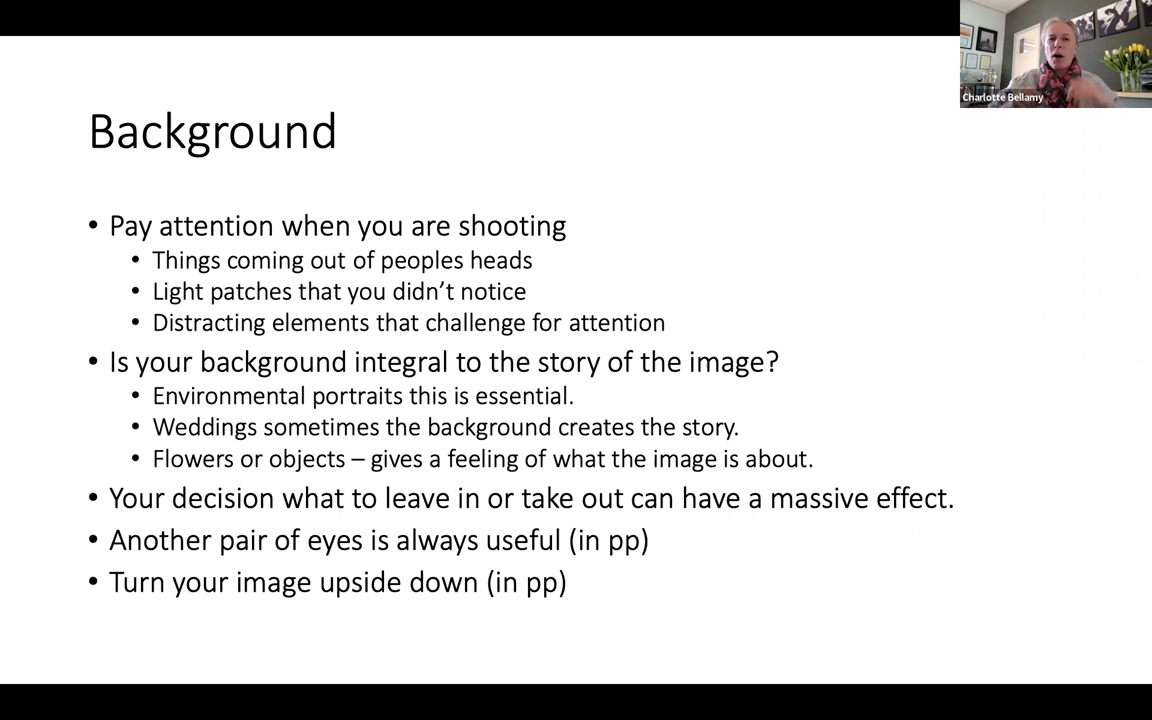 Charlotte Bellamy
Background
• Pay attention when you are shooting
• Things coming out of peoples heads
• Light patches that you didn’t notice
• Distracting elements that challenge for attention
• Is your background integral to the story of the image?
• Environmental portraits this is essential.
• Weddings sometimes the background creates the story.
• Flowers or objects – gives a feeling of what the image is about.
• Your decision what to leave in or take out can have a massive effect.
• Another pair of eyes is always useful (in pp)
• Turn your image upside down (in pp)